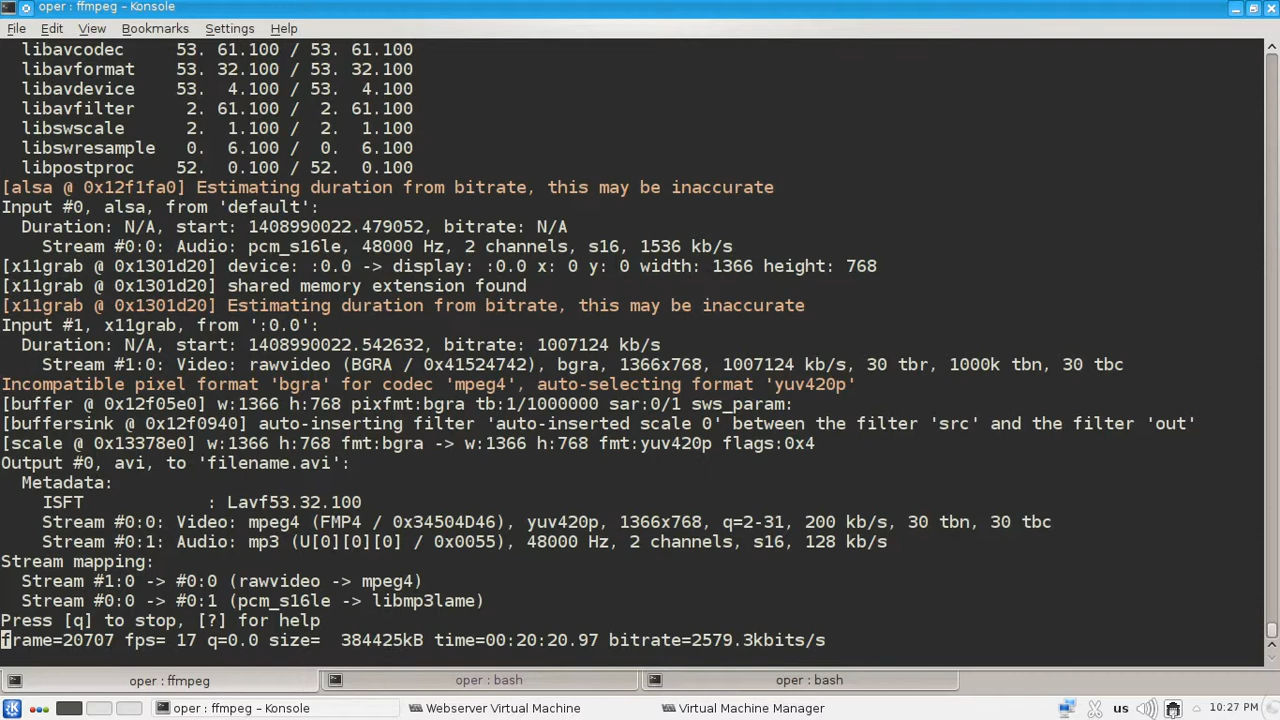 oper : ffmpeg – Konsole
File Edit View Bookmarks Settings Help
libavcodec 53. 61.100 / 53. 61.100
libavformat 53. 32.100 / 53. 32.100
libavdevice 53. 4.100 / 53. 4.100
libavfilter 2. 61.100 / 2. 61.100
libswscale 2. 1.100 / 2. 1.100
libswresample 0. 6.100 / 0. 6.100
libpostproc 52. 0.100 / 52. 0.100
[alsa @ 0x12f1fa0] Estimating duration from bitrate, this may be inaccurate
Input #0, alsa, from 'default':
Duration: N/A, start: 1408990022.479052, bitrate: N/A
Stream #0:0: Audio: pcm_s16le, 48000 Hz, 2 channels, s16, 1536 kb/s
[x11grab @ 0x1301d20] device: :0.0 -> display: :0.0 x: 0 y: 0 width: 1366 height: 768
[x11grab @ 0x1301d20] shared memory extension found
[x11grab @ 0x1301d20] Estimating duration from bitrate, this may be inaccurate
Input #1, x11grab, from ':0.0':
Duration: N/A, start: 1408990022.542632, bitrate: 1007124 kb/s
Stream #1:0: Video: rawvideo (BGRA / 0x41524742), bgra, 1366x768, 1007124 kb/s, 30 tbr, 1000k tbn, 30 tbc
Incompatible pixel format 'bgra' for codec 'mpeg4', auto-selecting format 'yuv420p'
[buffer @ 0x12f05e0] w:1366 h:768 pixfmt:bgra tb:1/1000000 sar:0/1 sws_param:
[buffersink @ 0x12f0940] auto-inserting filter 'auto-inserted scale 0' between the filter 'src' and the filter 'out'
[scale @ 0x13378e0] w:1366 h:768 fmt:bgra -> w:1366 h:768 fmt:yuv420p flags:0x4
Output #0, avi, to 'filename.avi':
Metadata:
ISFT : Lavf53.32.100
Stream #0:0: Video: mpeg4 (FMP4 / 0x34504D46), yuv420p, 1366x768, q=2-31, 200 kb/s, 30 tbn, 30 tbc
Stream #0:1: Audio: mp3 (U[0][0][0] / 0x0055), 48000 Hz, 2 channels, s16, 128 kb/s
Stream mapping:
Stream #1:0 -> #0:0 (rawvideo -> mpeg4)
Stream #0:0 -> #0:1 (pcm_s16le -> libmp3lame)
Press [q] to stop, [?] for help
frame=20707 fps= 17 q=0.0 size= 384425kB time=00:20:20.97 bitrate=2579.3kbits/s
oper : ffmpeg oper : bash oper : bash
oper : ffmpeg – Konsole Webserver Virtual Machine Virtual Machine Manager us 10:27 PM